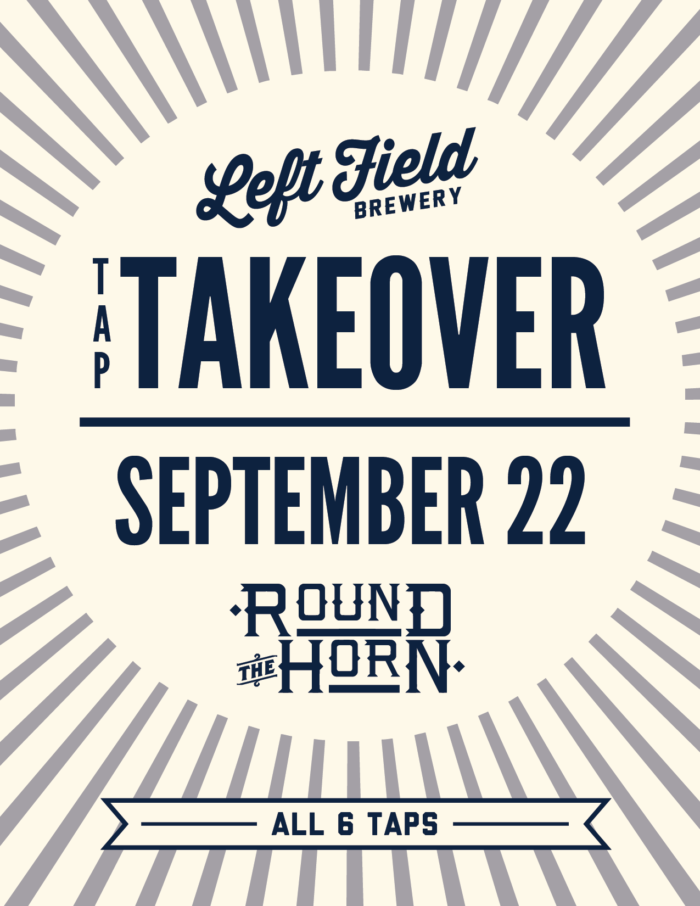 Left Field
BREWERY
TAP
TAKEOVER
SEPTEMBER 22
ROUND
THE HORN
ALL 6 TAPS